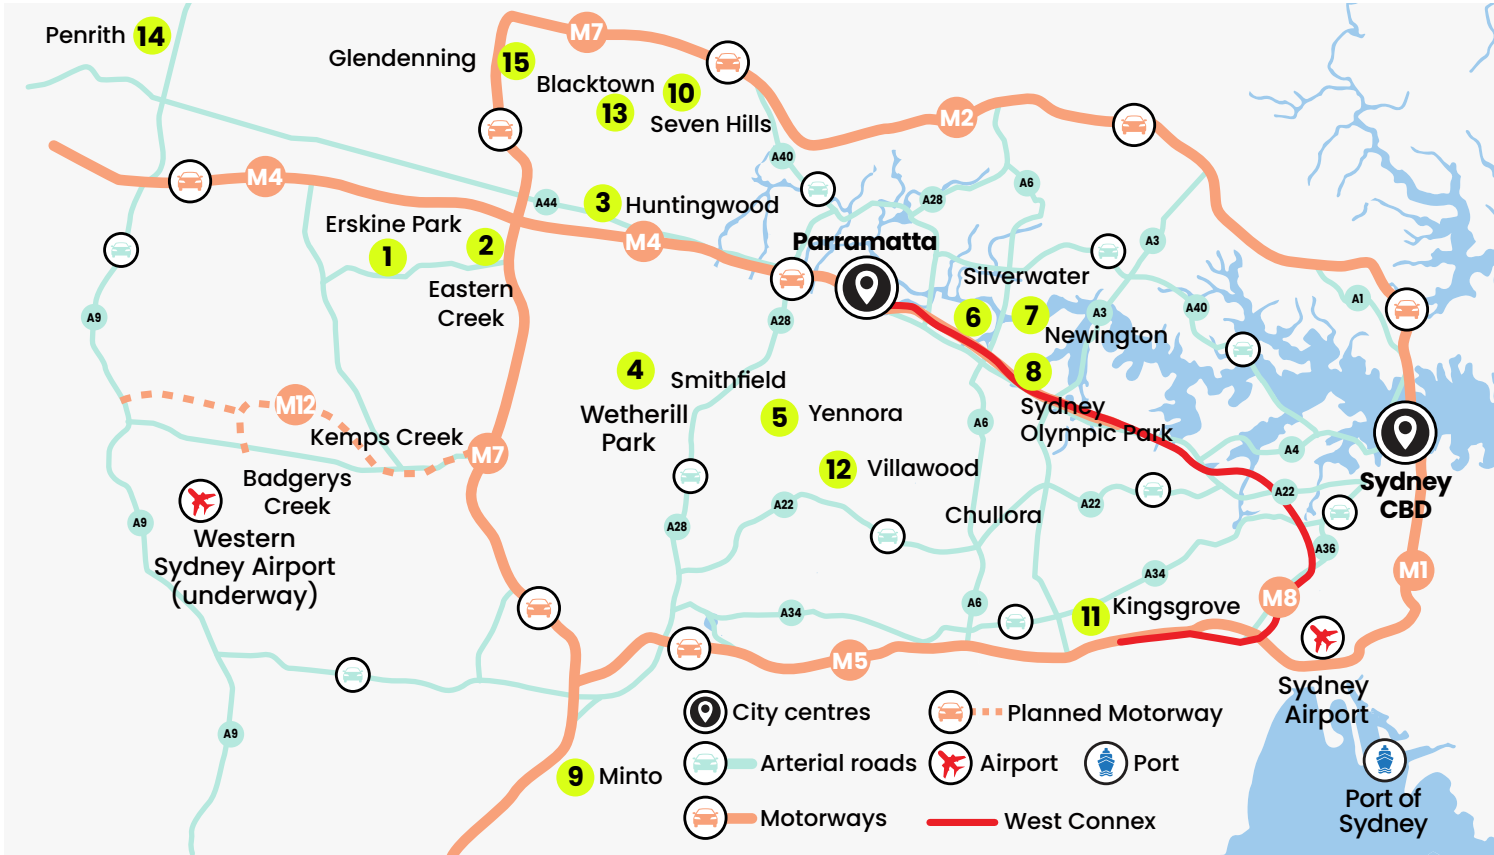 Penrith 14
M7
Glendenning 15
Blacktown
10
13
Seven Hills
M2
A40
M4
A6
A44
3 Huntingwood
A28
Erskine Park
M4
Parramatta
A3
1
2
Silverwater
Eastern
Creek
A9
A28
6
7
A3
A40
A1
Newington
4
Smithfield
8
M12
Wetherill
Park
5 Yennora
Sydney
Olympic Park
A6
Kemps Creek
M7
A4
12 Villawood
Badgerys
Creek
Sydney
CBD
A22
A22
A22
A9
A28
Chullora
Western
Sydney Airport
(underway)
A36
A34
M1
A6
A34
11 Kingsgrove
M8
M5
Sydney
Airport
A9
City centres
Planned Motorway
Arterial roads
Airport
Port
9 Minto
Motorways
West Connex
Port of
Sydney